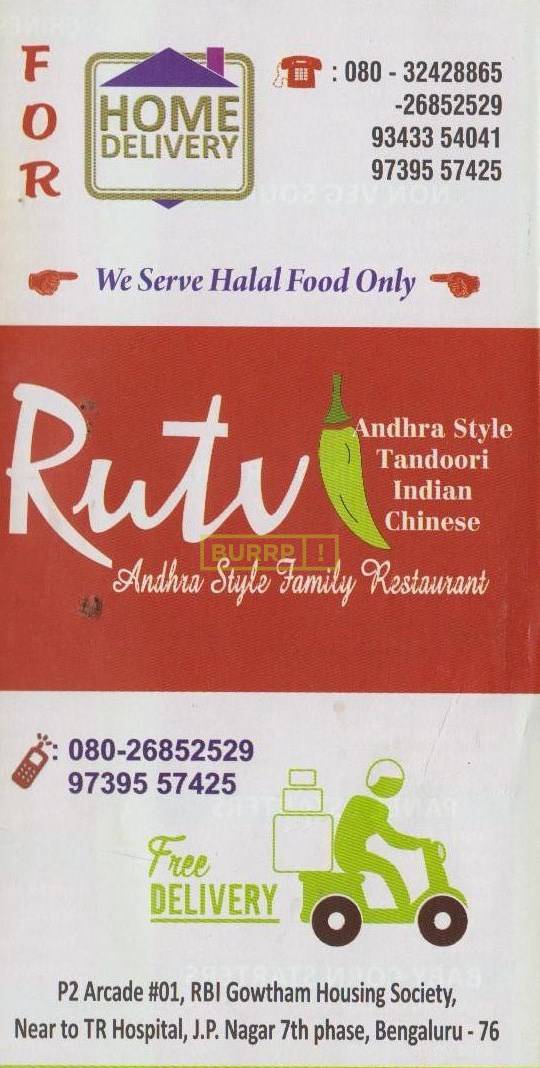 FOR
HOME
DELIVERY
: 080 - 32428865
-26852529
93433 54041
97395 57425
We Serve Halal Food Only
Ruti
Andhra Style
Tandoori
Indian
Chinese
BURRP !
Andhra Style Family Restaurant
: 080-26852529
97395 57425
Free
DELIVERY
P2 Arcade #01, RBI Gowtham Housing Society,
Near to TR Hospital, J.P. Nagar 7th phase, Bengaluru - 76